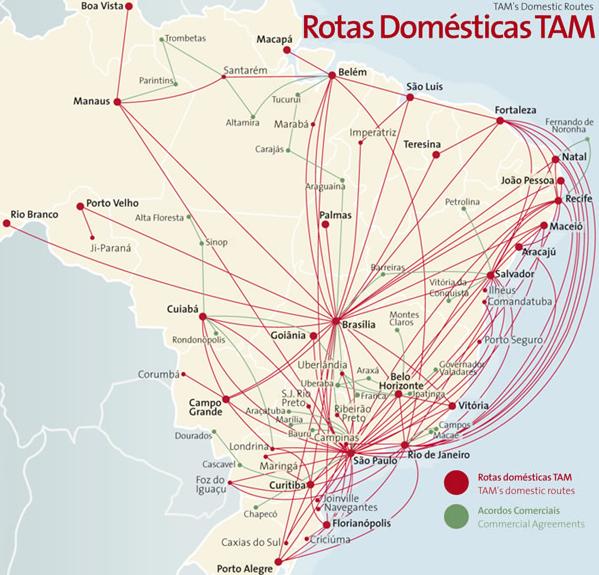 TAM's Domestic Routes
Rotas Domésticas TAM
Boa Vista
Trombetas
Macapá
Santarém
Belém
Parintins
Manaus
Tucuruí
São Luis
Fortaleza
Altamira
Marabá
Imperatriz
Fernando de
Noronha
Carajás
Teresina
Natal
Araguaina
João Pessoa
Porto Velho
Petrolina
Recife
Rio Branco
Alta Floresta
Palmas
Maceió
Ji-Paraná
Sinop
Aracajú
Barreiras
Salvador
Vitória da
Conquista
Ilhéus
Comandatuba
Cuiabá
Brasília
Montes
Claros
Rondonópolis
Goiânia
Porto Seguro
Corumbá
Uberlândia
Araxá
Governador
Valadares
Uberaba
Belo
Horizonte
Campo
Grande
S.J. Rio
Preto
Franca
Ipatinga
Araçatuba
Ribeirão
Preto
Vitória
Marília
Dourados
Bauru
Campinas
Campos
Macaé
Londrina
São Paulo
Rio de Janeiro
Cascavel
Maringá
Foz do
Iguaçu
Curitiba
Rotas domésticas TAM
TAM's domestic routes
Joinville
Navegantes
Chapecó
Acordos Comerciais
Commercial Agreements
Florianópolis
Caxias do Sul
Criciúma
Porto Alegre